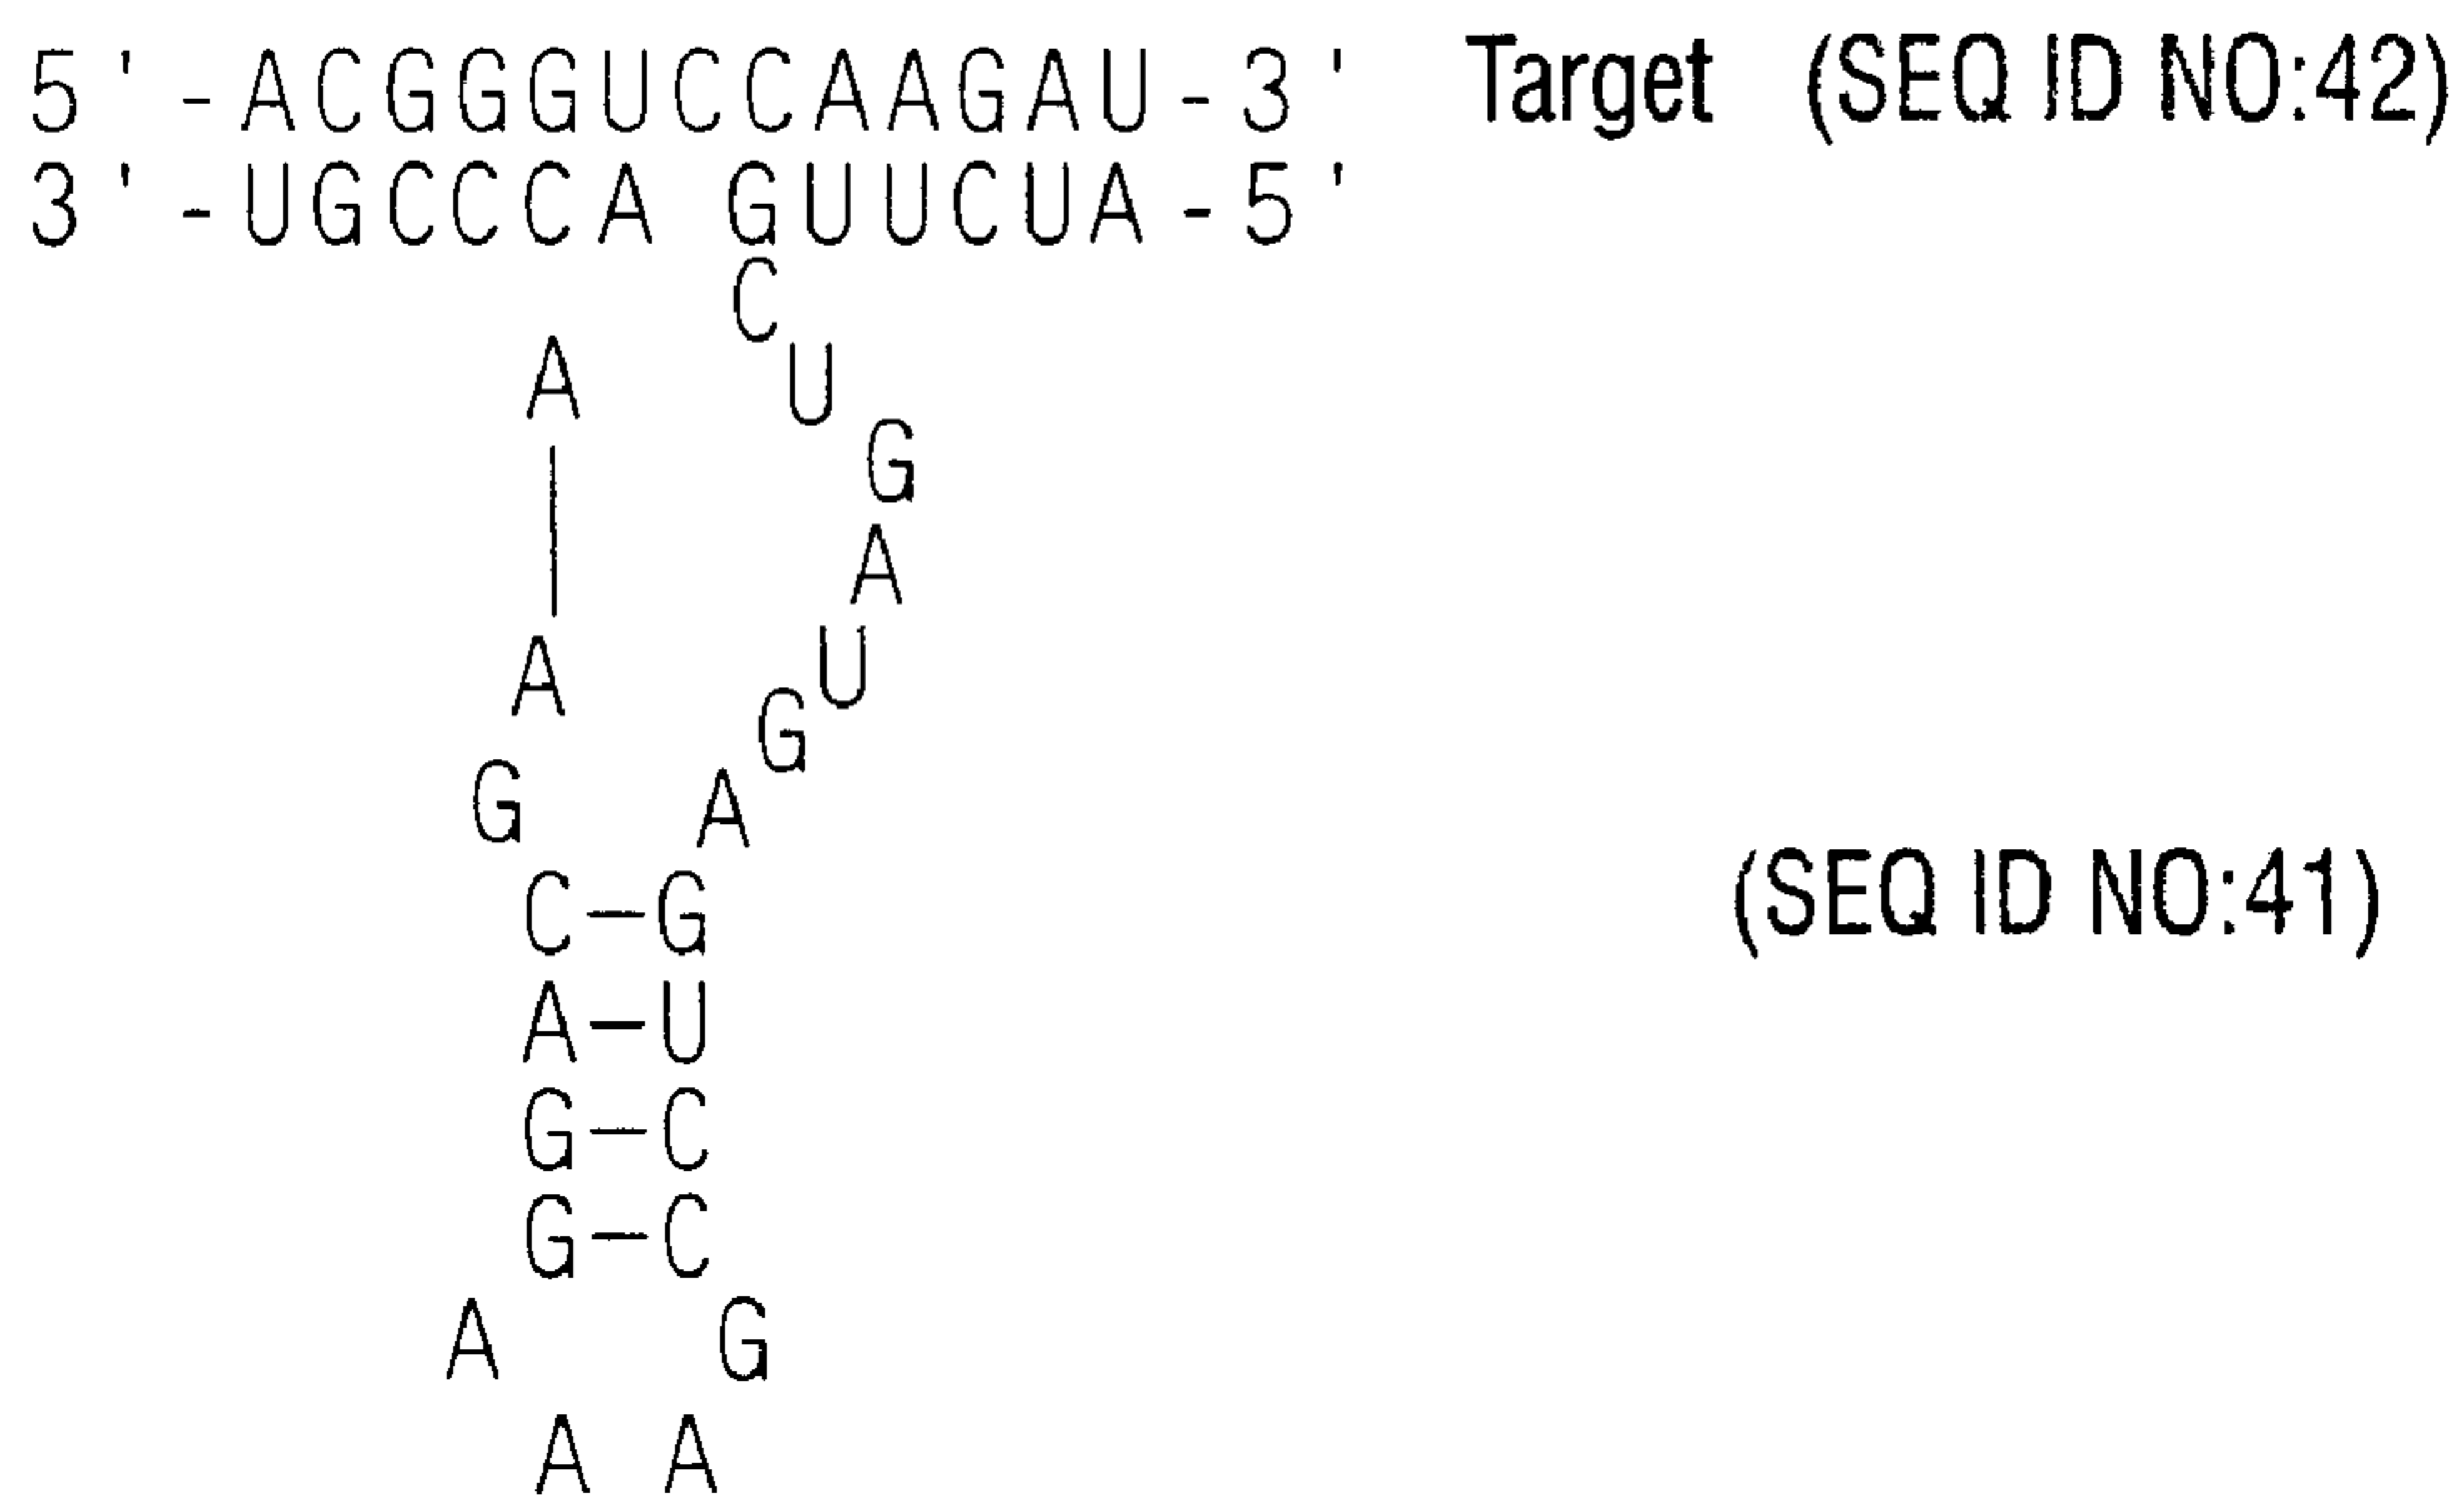 5'-ACGGGUCCAAGAU-3' Target (SEQ ID NO:42)
3'-UGCCCA GUUCUA-5'
C
A U
G
A
A U
G
G A
C-G (SEQ ID NO:41)
A-U
G-C
G-C
A G
A A